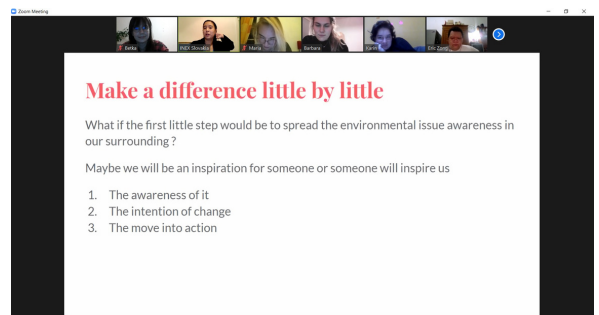 Zoom Meeting
Betka
INEX Slovakia
Maria
Barbara
Karin
Eric Zong
Make a difference little by little
What if the first little step would be to spread the environmental issue awareness in
our surrounding ?
Maybe we will be an inspiration for someone or someone will inspire us
1. The awareness of it
2. The intention of change
3. The move into action